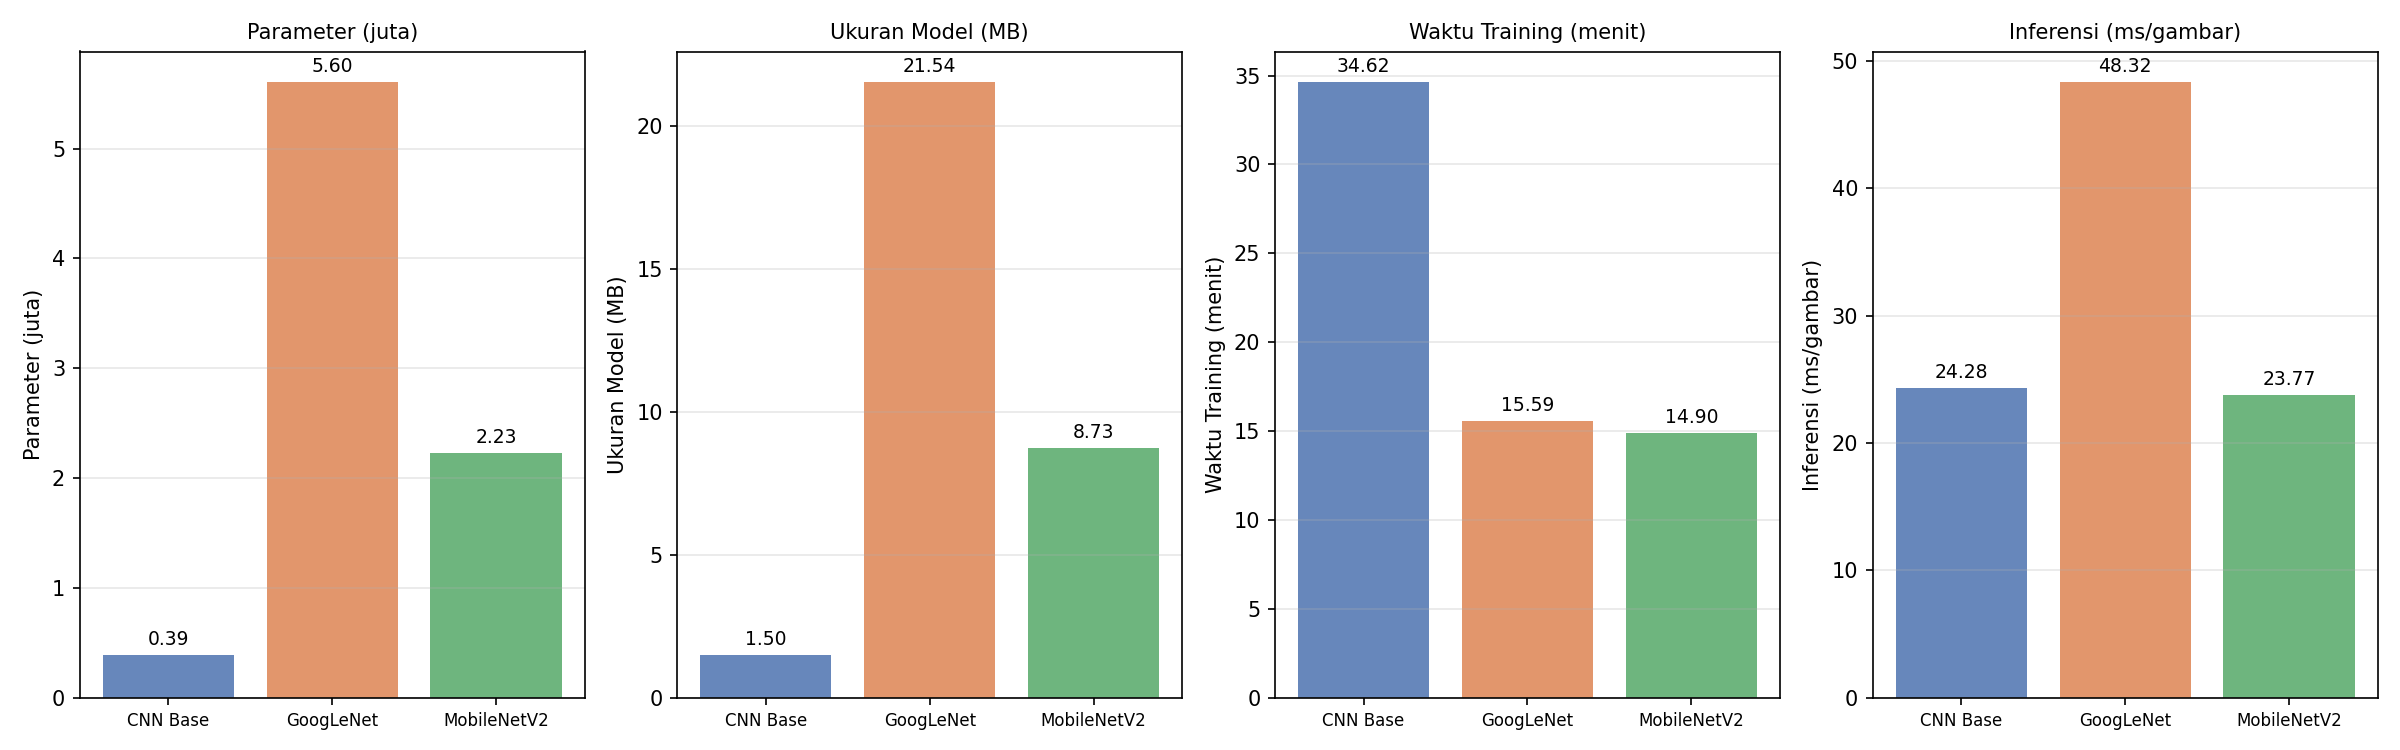 Parameter (juta)
Parameter (juta)
5
4
3
2
1
0
0.39
5.60
2.23
CNN Base
GoogLeNet
MobileNetV2
Ukuran Model (MB)
Ukuran Model (MB)
20
15
10
5
0
1.50
21.54
8.73
CNN Base
GoogLeNet
MobileNetV2
Waktu Training (menit)
Waktu Training (menit)
35
30
25
20
15
10
5
0
34.62
15.59
14.90
CNN Base
GoogLeNet
MobileNetV2
Inferensi (ms/gambar)
Inferensi (ms/gambar)
50
40
30
20
10
0
24.28
48.32
23.77
CNN Base
GoogLeNet
MobileNetV2